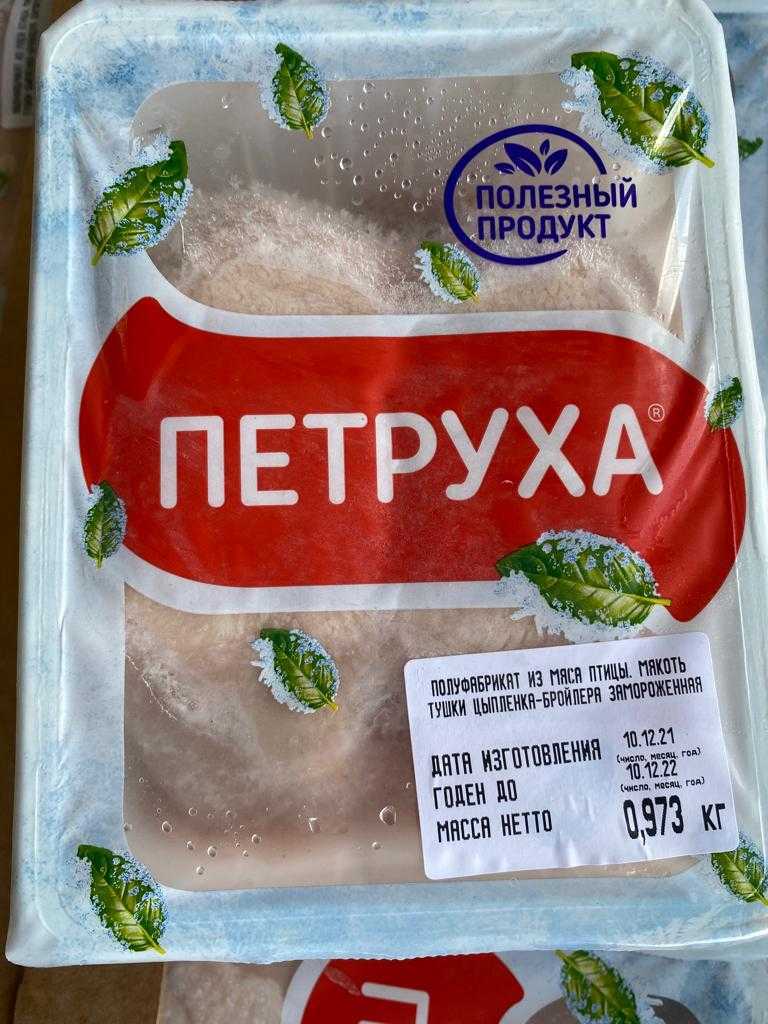 ПОЛЕЗНЫЙ
ПРОДУКТ
ПЕТРУХА®
ПОЛУФАБРИКАТ ИЗ МЯСА ПТИЦЫ. МЯКОТЬ
ТУШКИ ЦЫПЛЕНКА-БРОЙЛЕРА ЗАМОРОЖЕННАЯ
ДАТА ИЗГОТОВЛЕНИЯ 10.12.21
(число, месяц, год)
ГОДЕН ДО 10.12.22
(число, месяц, год)
МАССА НЕТТО 0,973 КГ